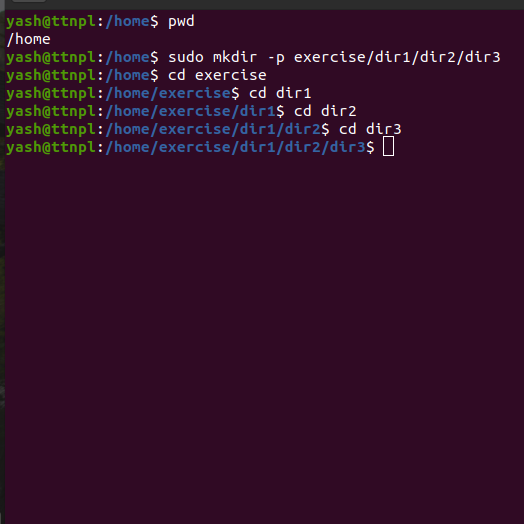 yash@ttnpl:/home$ pwd
/home
yash@ttnpl:/home$ sudo mkdir -p exercise/dir1/dir2/dir3
yash@ttnpl:/home$ cd exercise
yash@ttnpl:/home/exercise$ cd dir1
yash@ttnpl:/home/exercise/dir1$ cd dir2
yash@ttnpl:/home/exercise/dir1/dir2$ cd dir3
yash@ttnpl:/home/exercise/dir1/dir2/dir3$